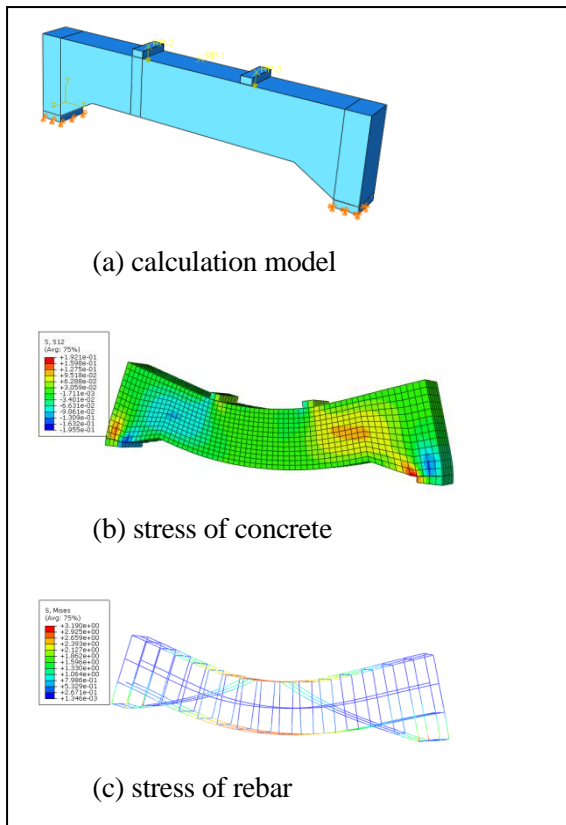 (a) calculation model
S, S12
(Avg: 75%)
+1.921e-01
+1.598e-01
+1.275e-01
+9.518e-02
+6.288e-02
+3.059e-02
-1.711e-03
-3.401e-02
-6.631e-02
-9.861e-02
-1.309e-01
-1.632e-01
-1.955e-01
(b) stress of concrete
S, Mises
(Avg: 75%)
+3.190e+00
+2.925e+00
+2.659e+00
+2.393e+00
+2.127e+00
+1.862e+00
+1.596e+00
+1.330e+00
+1.064e+00
+7.986e-01
+5.329e-01
+2.671e-01
+1.346e-03
(c) stress of rebar